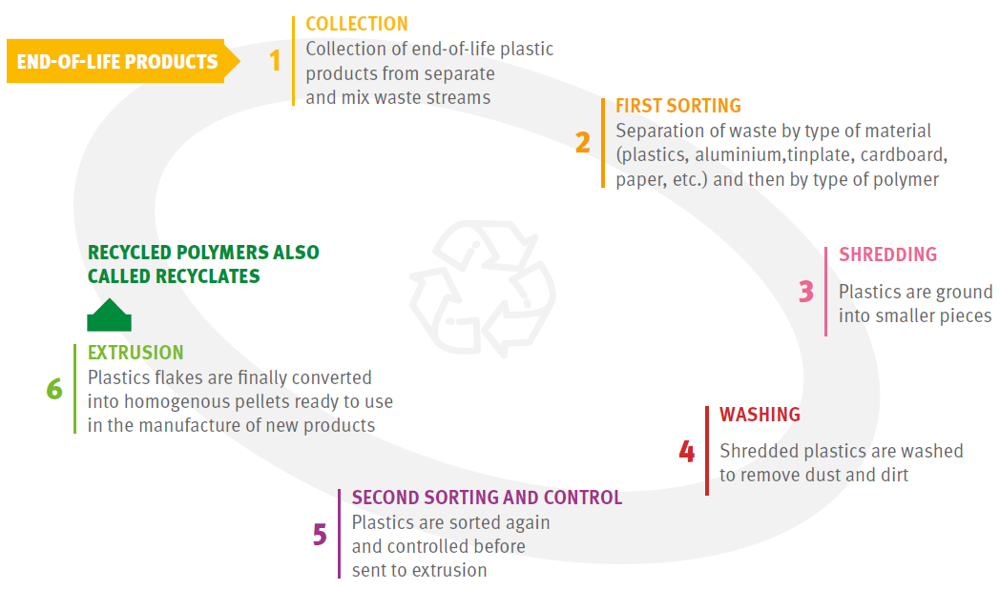 END-OF-LIFE PRODUCTS
1
COLLECTION
Collection of end-of-life plastic
products from separate
and mix waste streams
2
FIRST SORTING
Separation of waste by type of material
(plastics, aluminium,tinplate, cardboard,
paper, etc.) and then by type of polymer
3
SHREDDING
Plastics are ground
into smaller pieces
4
WASHING
Shredded plastics are washed
to remove dust and dirt
5
SECOND SORTING AND CONTROL
Plastics are sorted again
and controlled before
sent to extrusion
6
EXTRUSION
Plastics flakes are finally converted
into homogenous pellets ready to use
in the manufacture of new products
RECYCLED POLYMERS ALSO
CALLED RECYCLATES